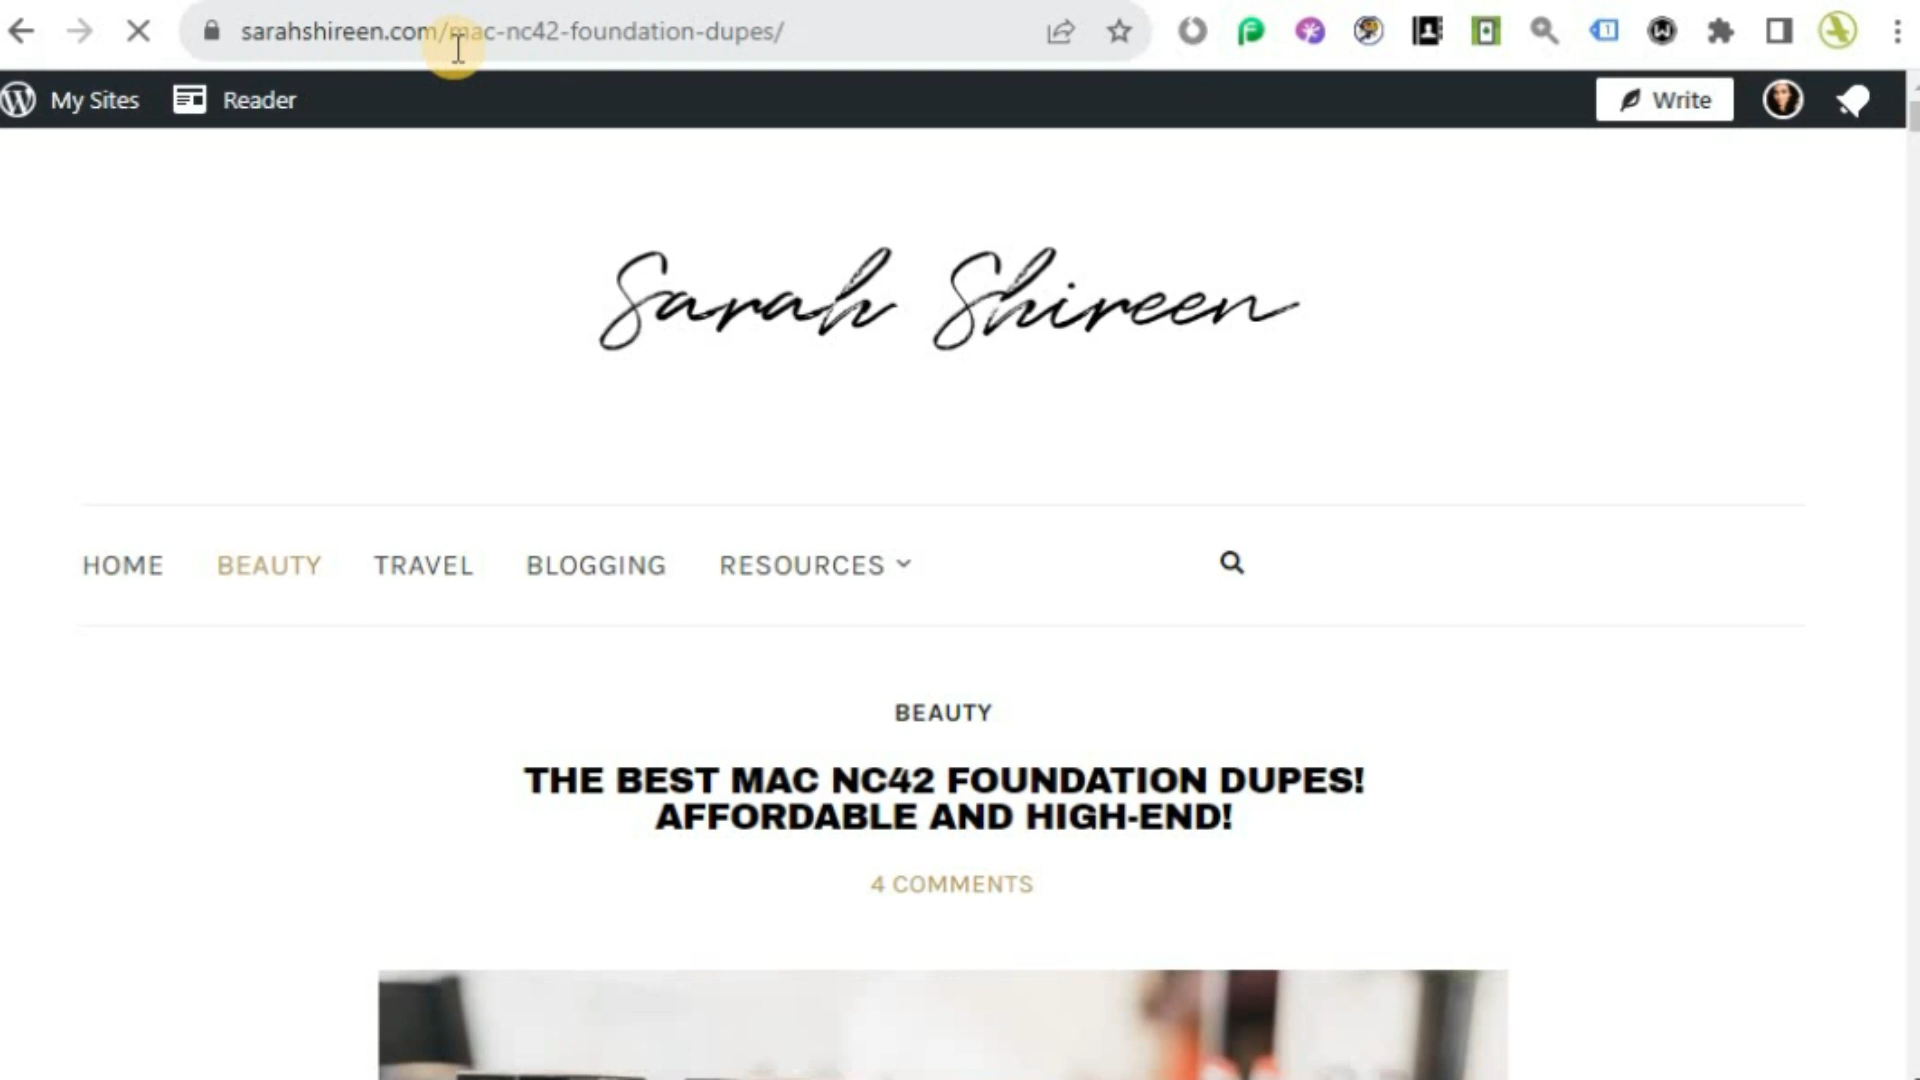 sarahshireen.com/mac-nc42-foundation-dupes/
My Sites
Reader
Write
Sarah Shireen
HOME
BEAUTY
TRAVEL
BLOGGING
RESOURCES
BEAUTY
THE BEST MAC NC42 FOUNDATION DUPES!
AFFORDABLE AND HIGH-END!
4 COMMENTS